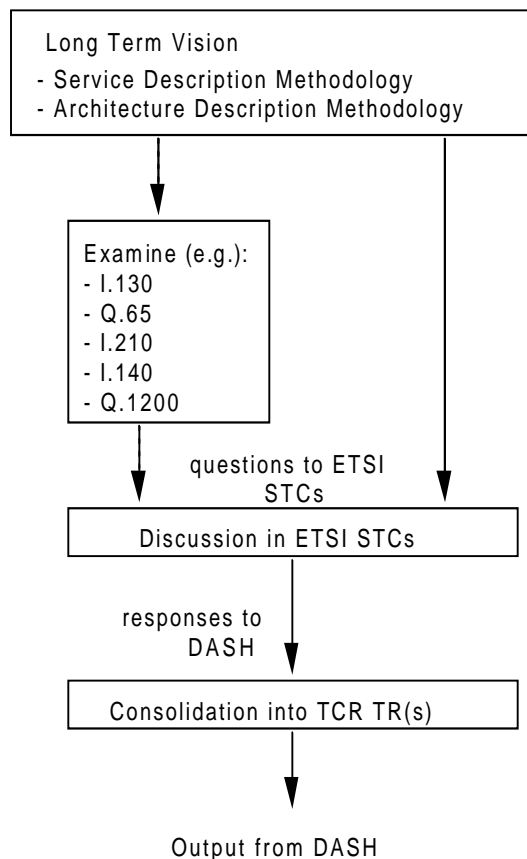 Long Term Vision
- Service Description Methodology
- Architecture Description Methodology
Examine (e.g.):
- I.130
- Q.65
- I.210
- I.140
- Q.1200
questions to ETSI
STCs
Discussion in ETSI STCs
responses to
DASH
Consolidation into TCR TR(s)
Output from DASH